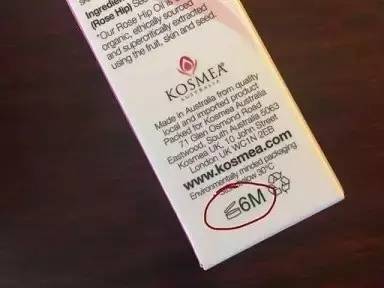 Ingredien
(Rose Hip) See
*Our Rose Hip Oil is
organic, ethically sourced
and supercritically extracted
using the fruit, skin and seed.
KOSMEA®
AUSTRALIA
Made in Australia from quality
local and imported product
Packed for Kosmea Australia
71 Glen Osmond Road
Eastwood, South Australia 5063
Kosmea UK, 10 John Street
London UK WC1N 2EB
www.kosmea.com
Environmentally minded packaging
below 30°C
6M